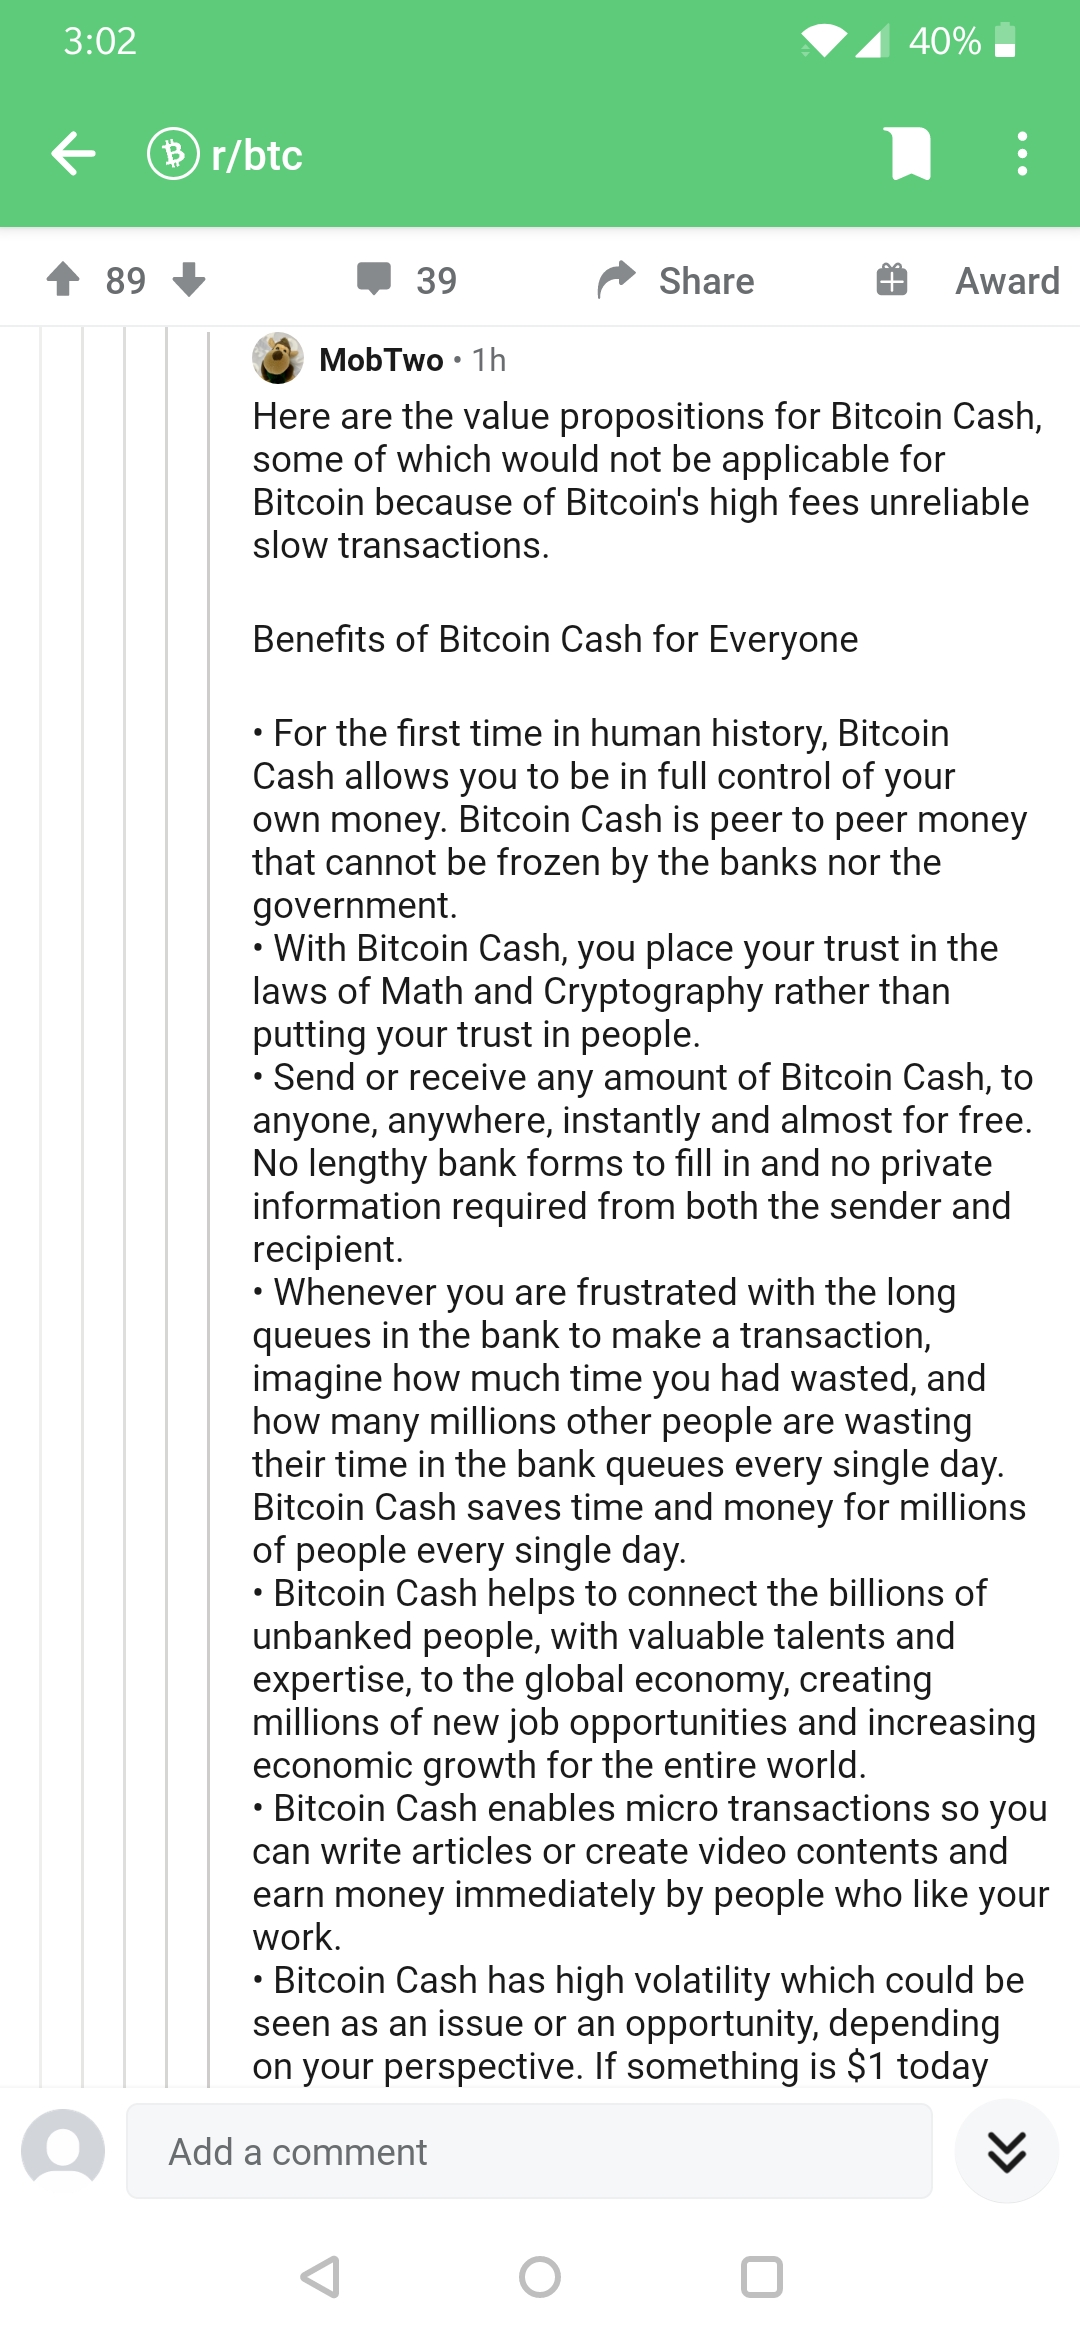 3:02
40%
r/btc
89
39
Share
Award
MobTwo • 1h
Here are the value propositions for Bitcoin Cash,
some of which would not be applicable for
Bitcoin because of Bitcoin's high fees unreliable
slow transactions.
Benefits of Bitcoin Cash for Everyone
• For the first time in human history, Bitcoin
Cash allows you to be in full control of your
own money. Bitcoin Cash is peer to peer money
that cannot be frozen by the banks nor the
government.
• With Bitcoin Cash, you place your trust in the
laws of Math and Cryptography rather than
putting your trust in people.
• Send or receive any amount of Bitcoin Cash, to
anyone, anywhere, instantly and almost for free.
No lengthy bank forms to fill in and no private
information required from both the sender and
recipient.
• Whenever you are frustrated with the long
queues in the bank to make a transaction,
imagine how much time you had wasted, and
how many millions other people are wasting
their time in the bank queues every single day.
Bitcoin Cash saves time and money for millions
of people every single day.
• Bitcoin Cash helps to connect the billions of
unbanked people, with valuable talents and
expertise, to the global economy, creating
millions of new job opportunities and increasing
economic growth for the entire world.
• Bitcoin Cash enables micro transactions so you
can write articles or create video contents and
earn money immediately by people who like your
work.
• Bitcoin Cash has high volatility which could be
seen as an issue or an opportunity, depending
on your perspective. If something is $1 today
Add a comment